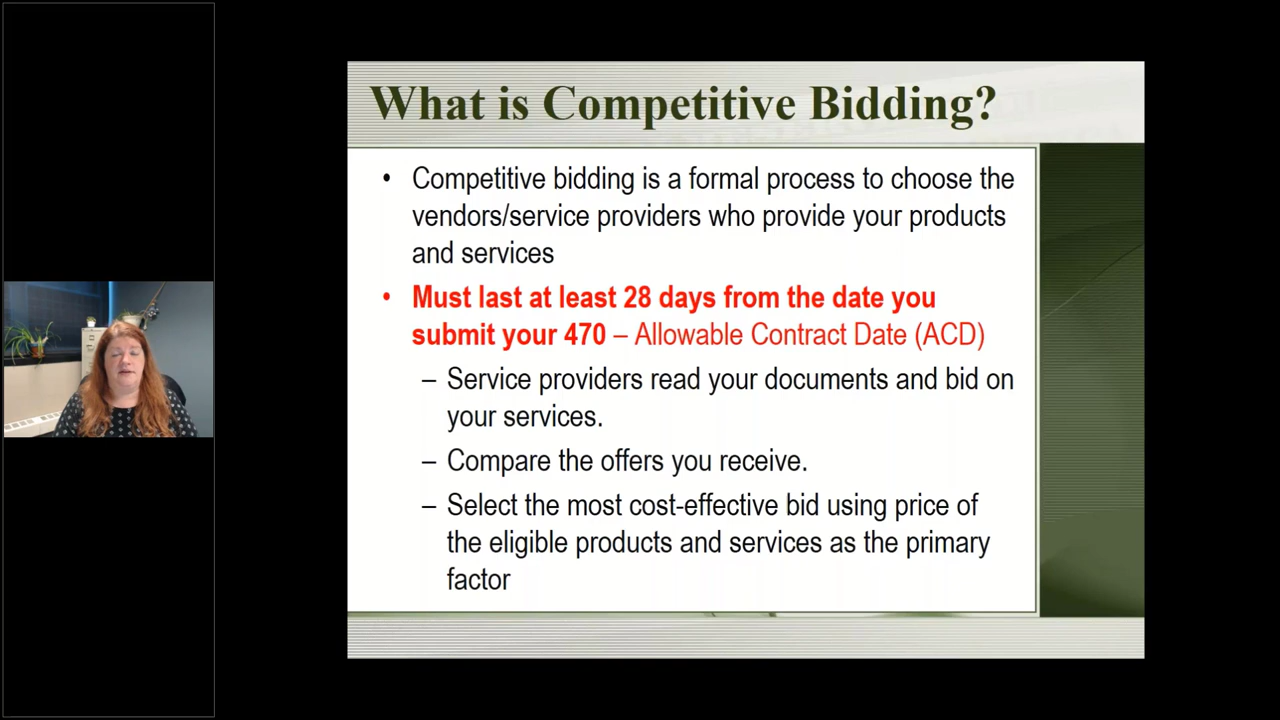 What is Competitive Bidding?
• Competitive bidding is a formal process to choose the
vendors/service providers who provide your products
and services
• Must last at least 28 days from the date you
submit your 470 – Allowable Contract Date (ACD)
– Service providers read your documents and bid on
your services.
– Compare the offers you receive.
– Select the most cost-effective bid using price of
the eligible products and services as the primary
factor